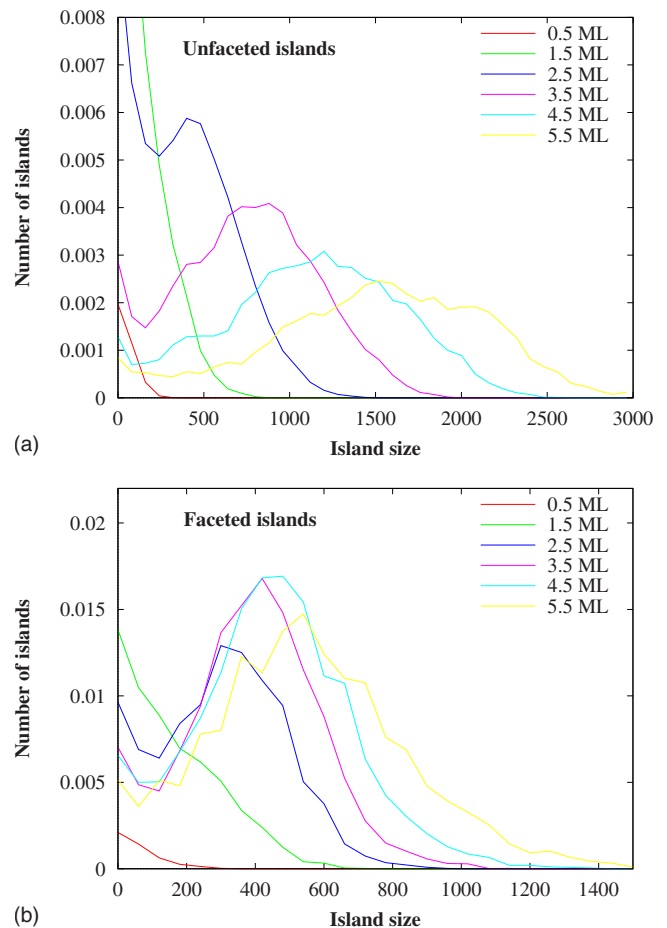 0.008
0.007
0.006
0.005
0.004
0.003
0.002
0.001
0
Number of islands
Unfaceted islands
0.5 ML
1.5 ML
2.5 ML
3.5 ML
4.5 ML
5.5 ML
0 500 1000 1500 2000 2500 3000
Island size
(a)
0.02
0.015
0.01
0.005
0
Number of islands
Faceted islands
0.5 ML
1.5 ML
2.5 ML
3.5 ML
4.5 ML
5.5 ML
0 200 400 600 800 1000 1200 1400
Island size
(b)